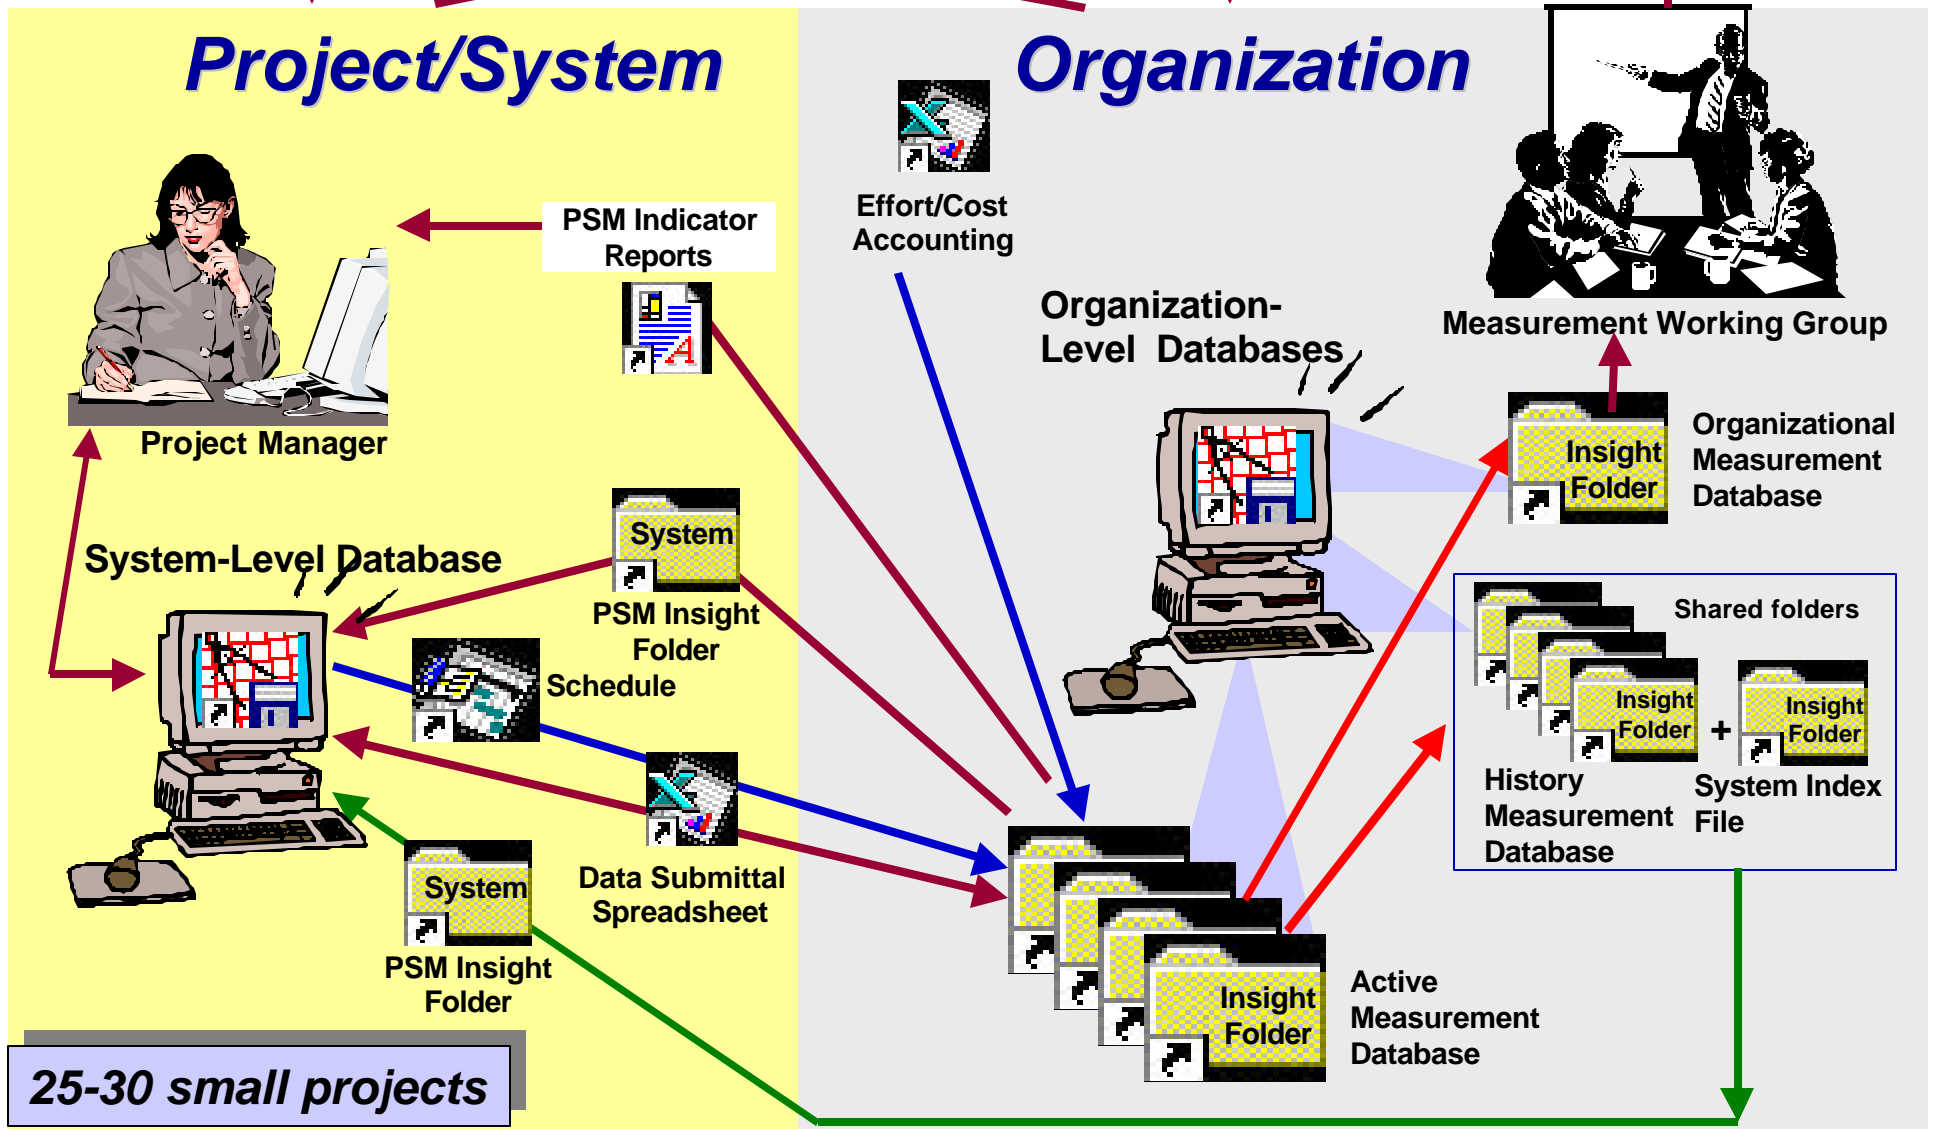 Project/System
Organization
PSM Indicator
Reports
Effort/Cost
Accounting
Organization-
Level Databases
Measurement Working Group
Project Manager
Insight
Folder
Organizational
Measurement
Database
System-Level Database
System
PSM Insight
Folder
Schedule
Shared folders
Insight
Folder
+
Insight
Folder
History
Measurement
Database
System Index
File
Data Submittal
Spreadsheet
System
PSM Insight
Folder
Insight
Folder
Active
Measurement
Database
25-30 small projects